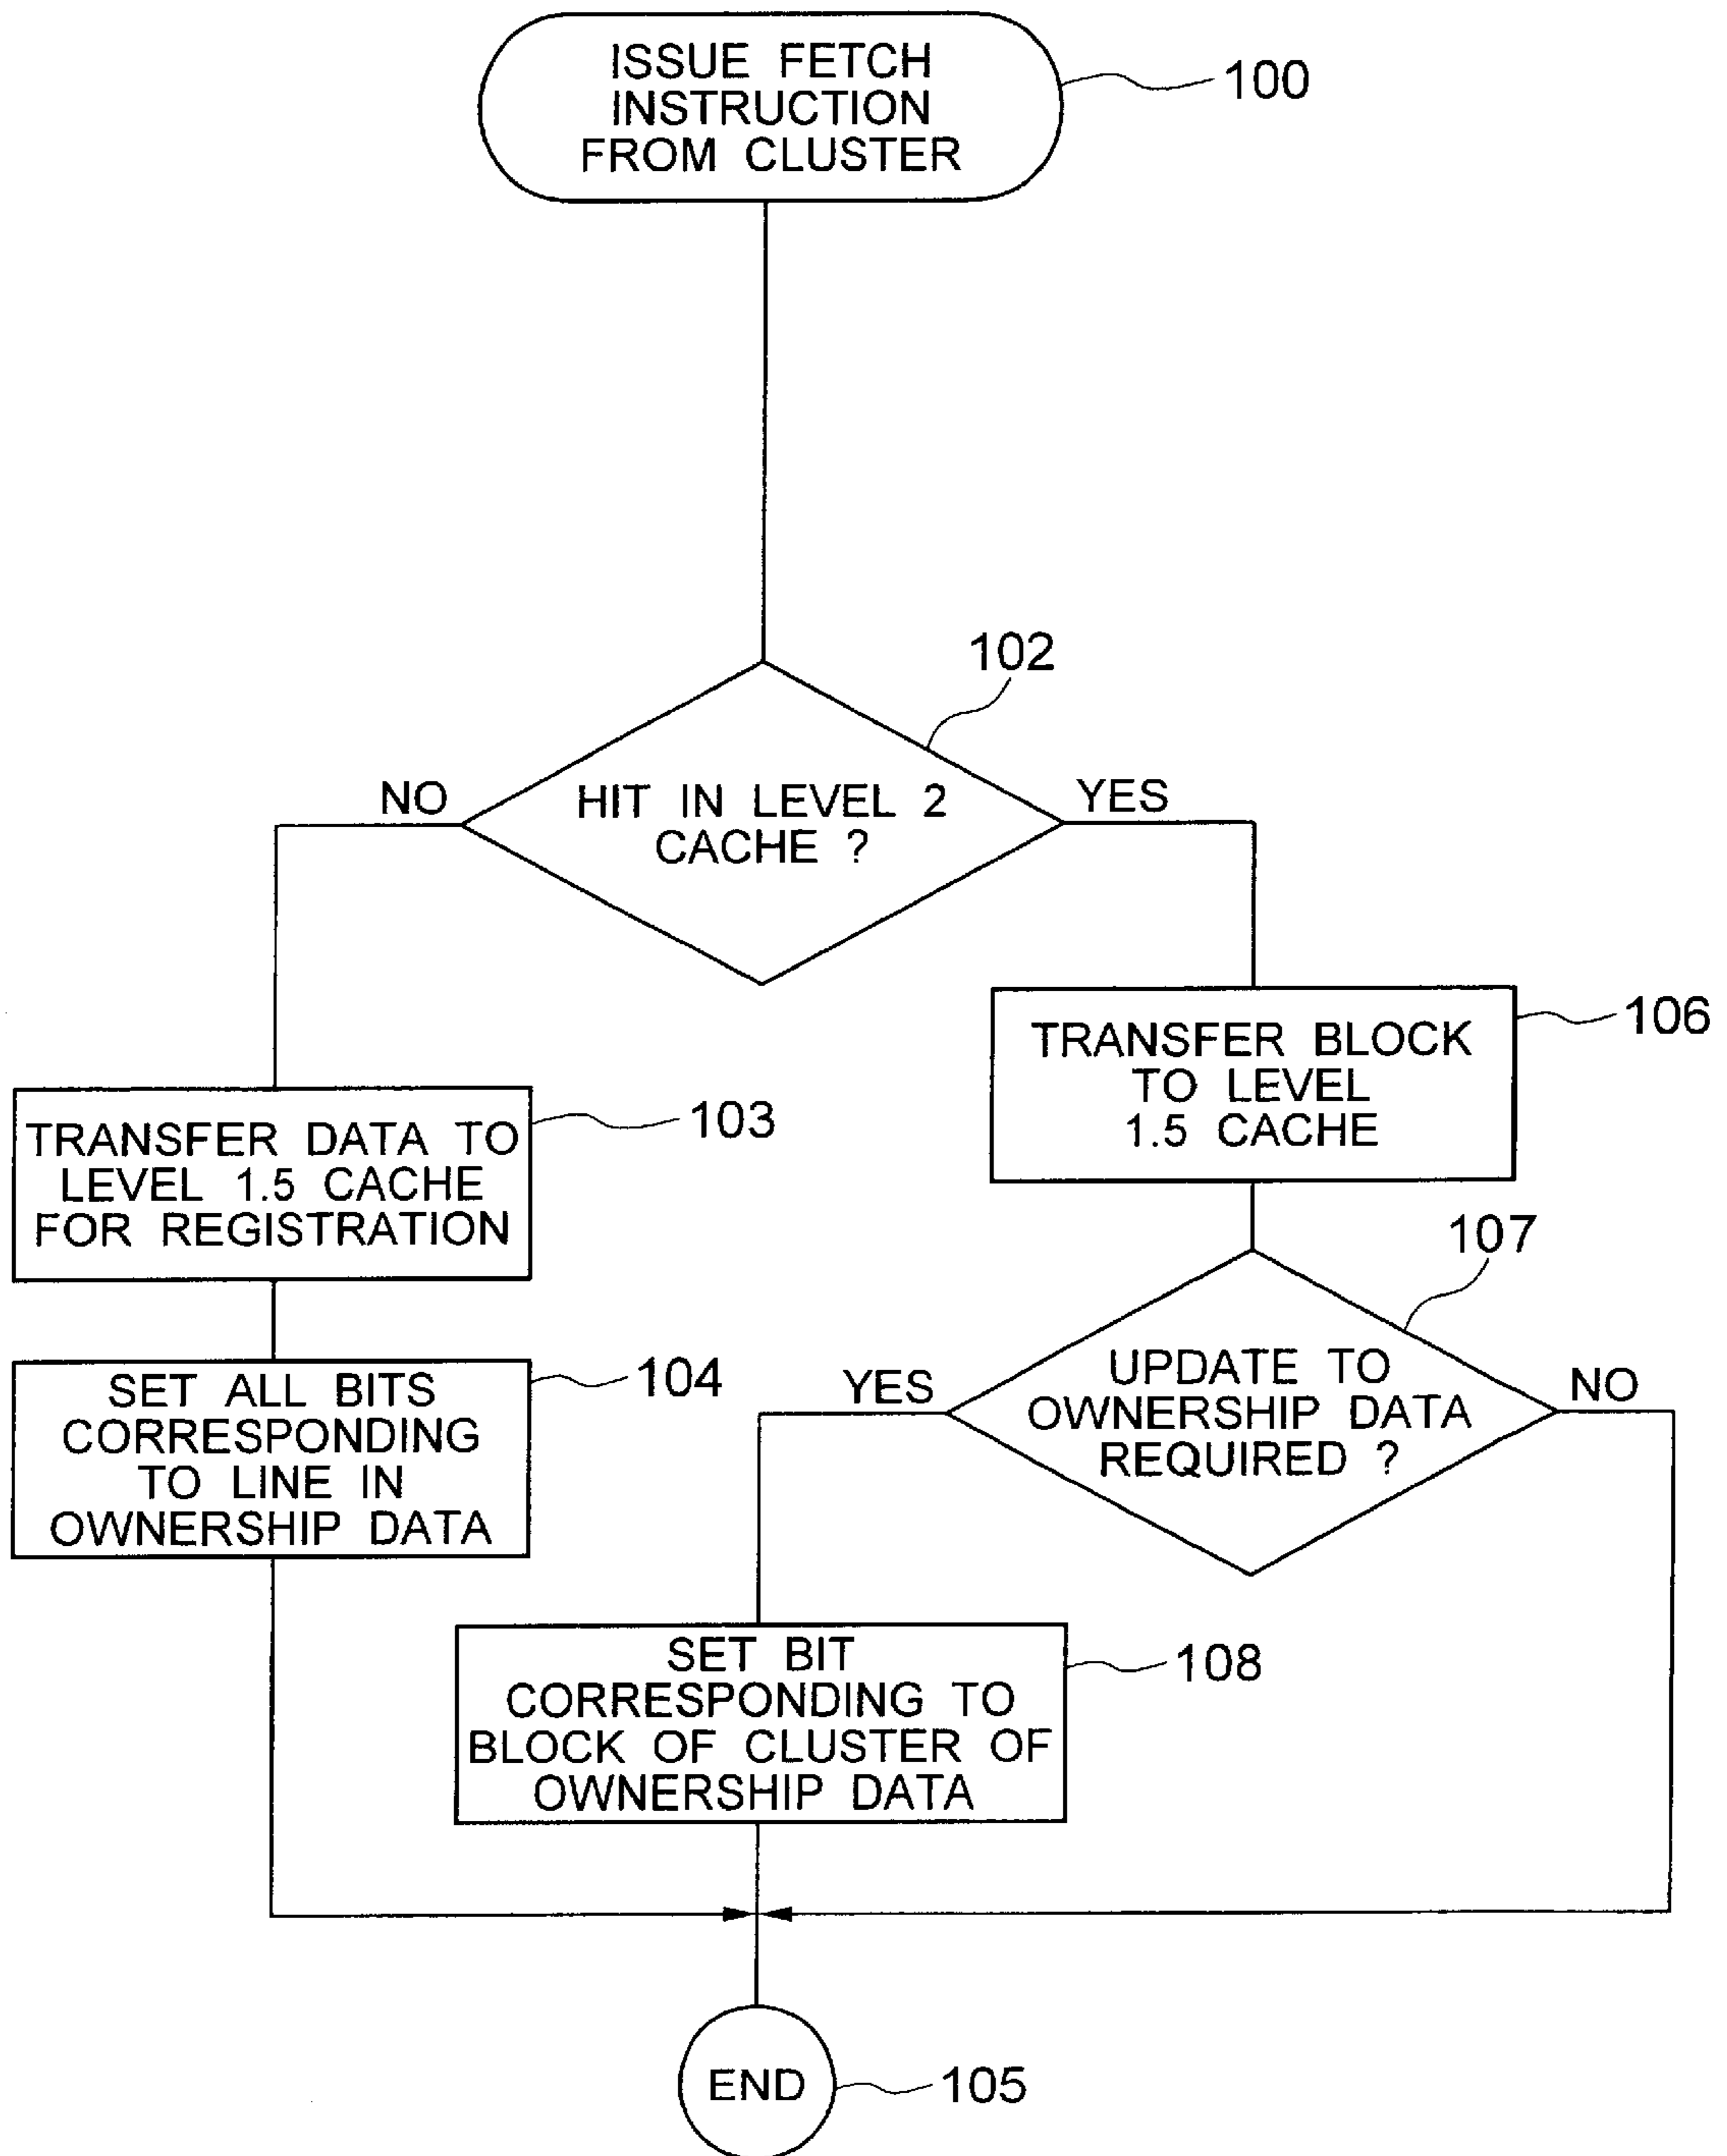 ISSUE FETCH
INSTRUCTION
FROM CLUSTER
100
102
HIT IN LEVEL 2
CACHE ?
NO
YES
TRANSFER BLOCK
TO LEVEL
1.5 CACHE
106
TRANSFER DATA TO
LEVEL 1.5 CACHE
FOR REGISTRATION
103
107
UPDATE TO
OWNERSHIP DATA
REQUIRED ?
YES
NO
SET ALL BITS
CORRESPONDING
TO LINE IN
OWNERSHIP DATA
104
SET BIT
CORRESPONDING TO
BLOCK OF CLUSTER OF
OWNERSHIP DATA
108
END
105